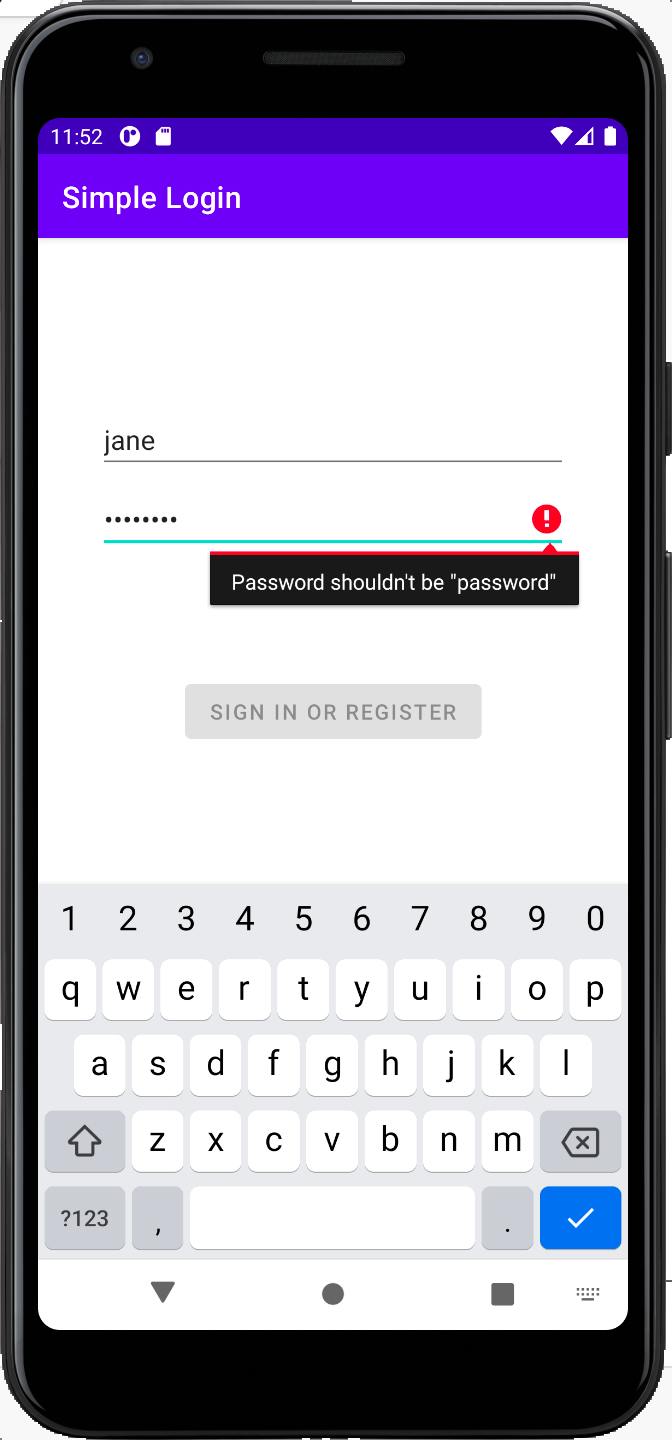 11:52
Simple Login
jane
••••••••
Password shouldn't be "password"
SIGN IN OR REGISTER
1 2 3 4 5 6 7 8 9 0
q w e r t y u i o p
a s d f g h j k l
z x c v b n m
?123 , .